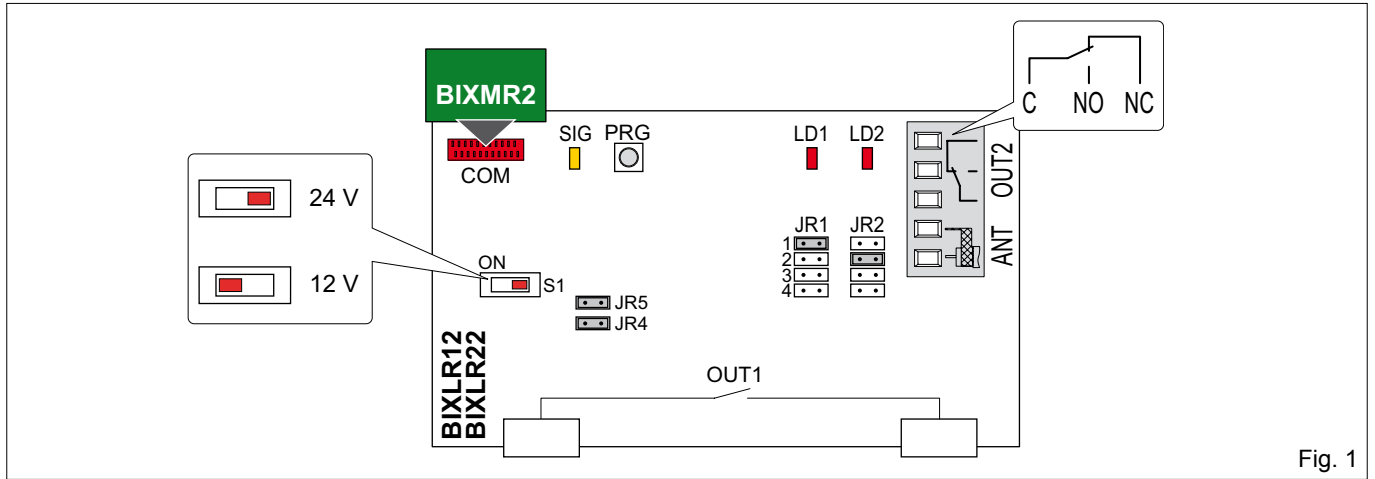 BIXMR2
C NO NC
SIG PRG
LD1 LD2
COM
OUT2
24 V
JR1 JR2
1
2
3
4
ANT
12 V
ON
S1
JR5
JR4
BIXLR12
BIXLR22
OUT1
Fig. 1